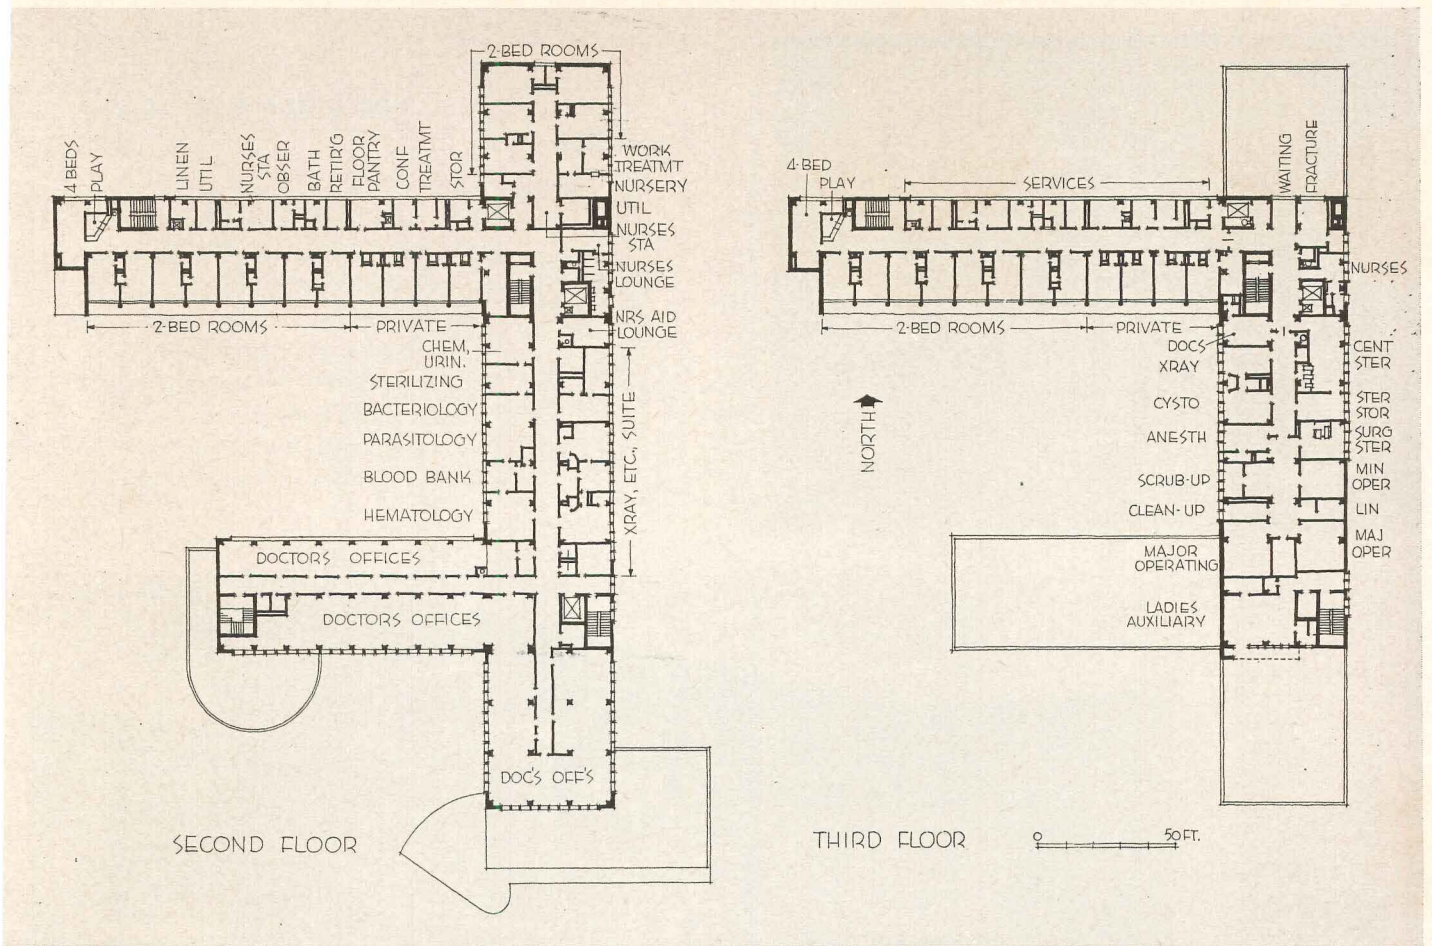 2-BED ROOMS
4 BEDS
PLAY
LINEN
UTIL
NURSES
STA
OBSER
BATH
RETIR'G
FLOOR
PANTRY
CONF
TREATMT
STOR
WORK
TREATMT
NURSERY
UTIL
NURSES
STA
NURSES
LOUNGE
NRS AID
LOUNGE
2-BED ROOMS
PRIVATE
CHEM,
URIN.
STERILIZING
BACTERIOLOGY
PARASITOLOGY
BLOOD BANK
HEMATOLOGY
XRAY, ETC., SUITE
DOCTORS OFFICES
DOCTORS OFFICES
DOC'S OFF'S
SECOND FLOOR
4-BED
PLAY
SERVICES
WAITING
FRACTURE
NURSES
2-BED ROOMS
PRIVATE
DOCS
XRAY
CYSTO
ANESTH
SCRUB-UP
CLEAN-UP
MAJOR
OPERATING
LADIES
AUXILIARY
CENT
STER
STER
STOR
SURG
STER
MIN
OPER
LIN
MAJ
OPER
NORTH
THIRD FLOOR
0
50 FT.